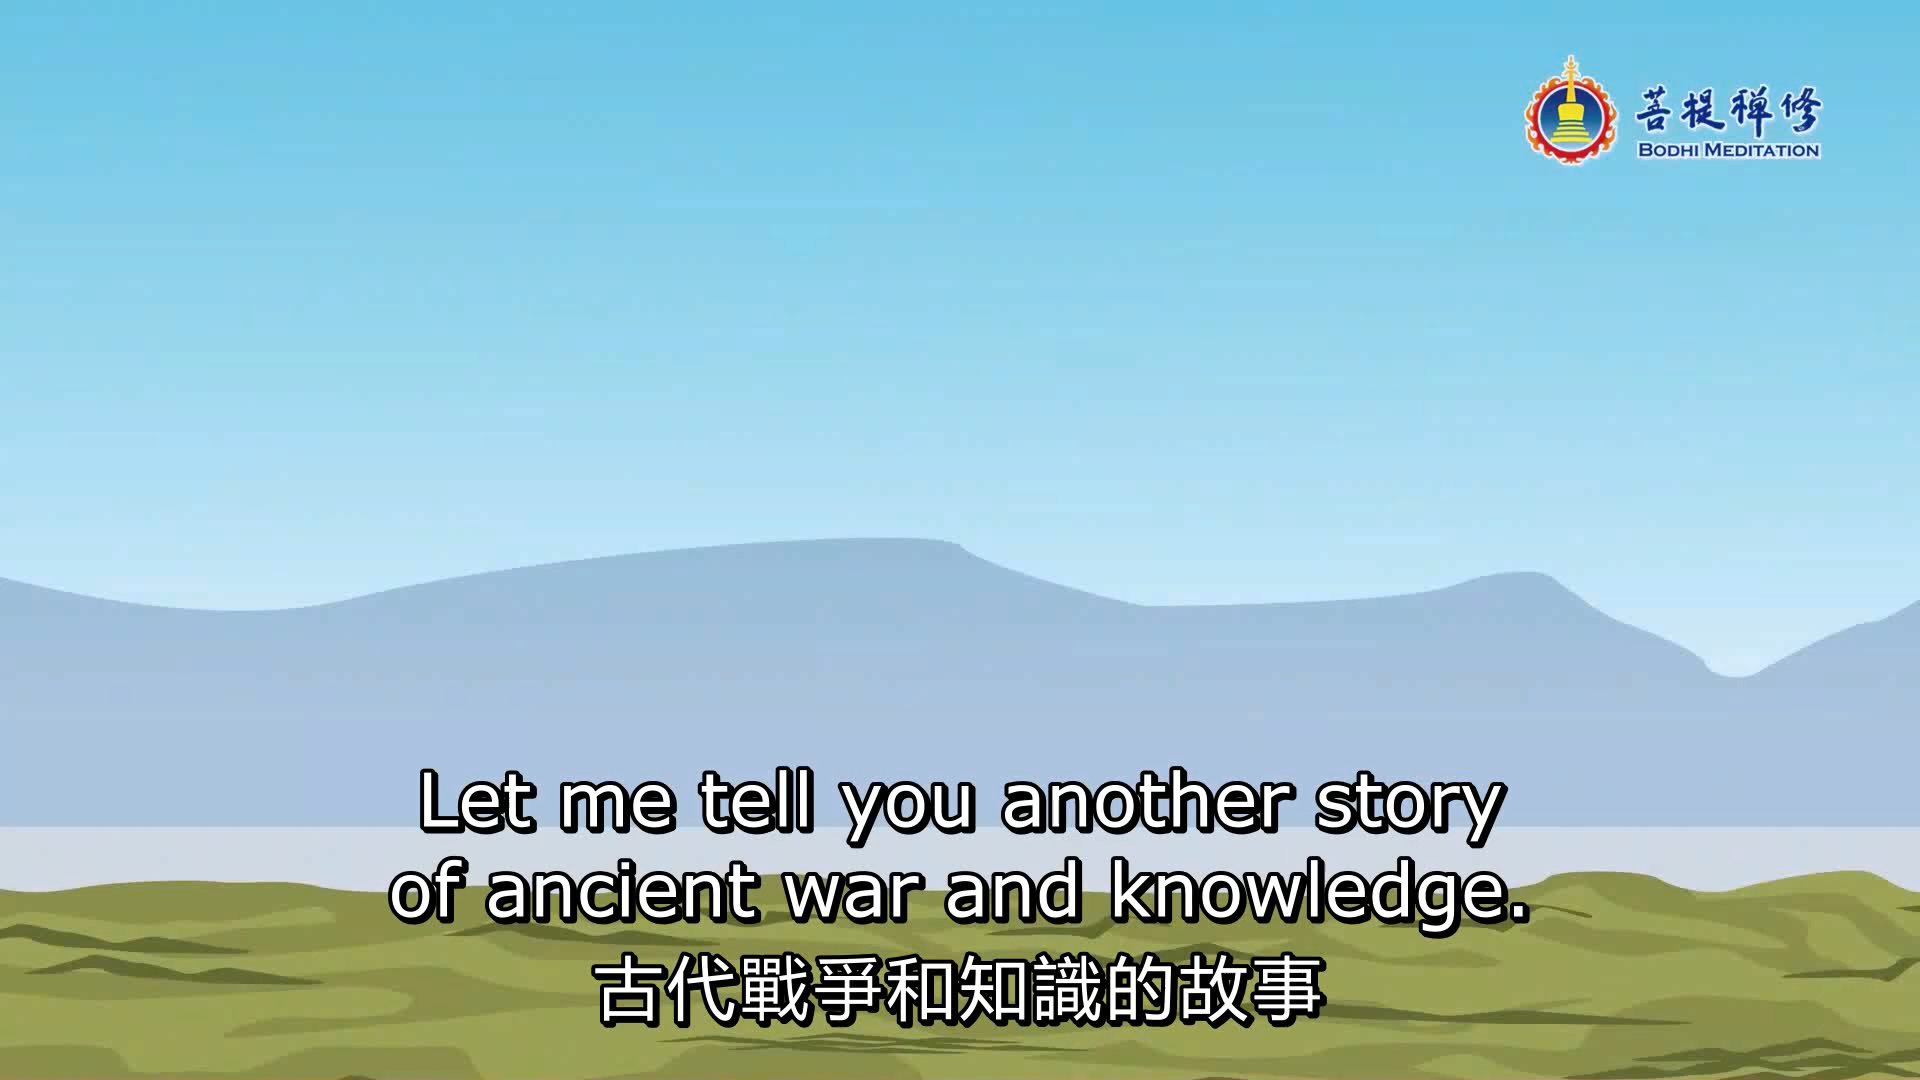 菩提禪修
BODHI MEDITATION
Let me tell you another story
of ancient war and knowledge.
古代戰爭和知識的故事